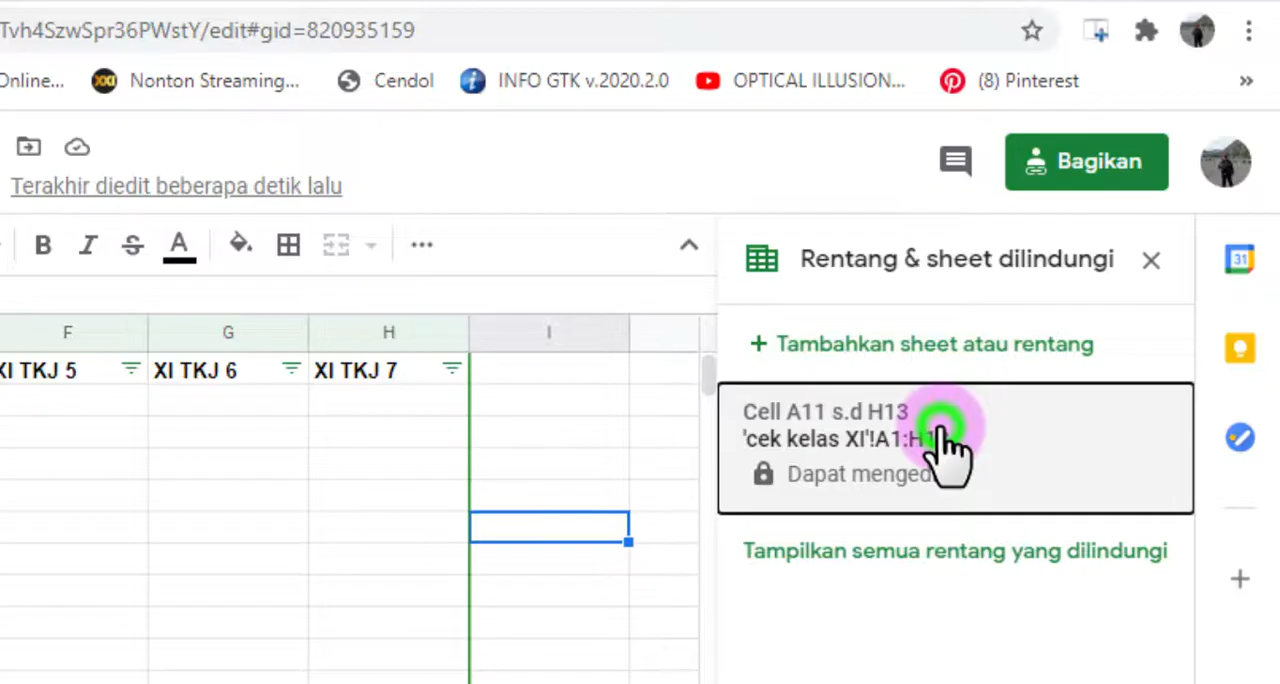 Tvh4SzwSpr36PWstY/edit#gid=820935159
Online... Nonton Streaming... Cendol INFO GTK v.2020.2.0 OPTICAL ILLUSION... (8) Pinterest »
Bagikan
Terakhir diedit beberapa detik lalu
B I S A ...
Rentang & sheet dilindungi
31
F G H I
+ Tambahkan sheet atau rentang
XI TKJ 5 XI TKJ 6 XI TKJ 7
Cell A11 s.d H13
'cek kelas XI'!A1:H1
Dapat
Tampilkan semua rentang yang dilindungi